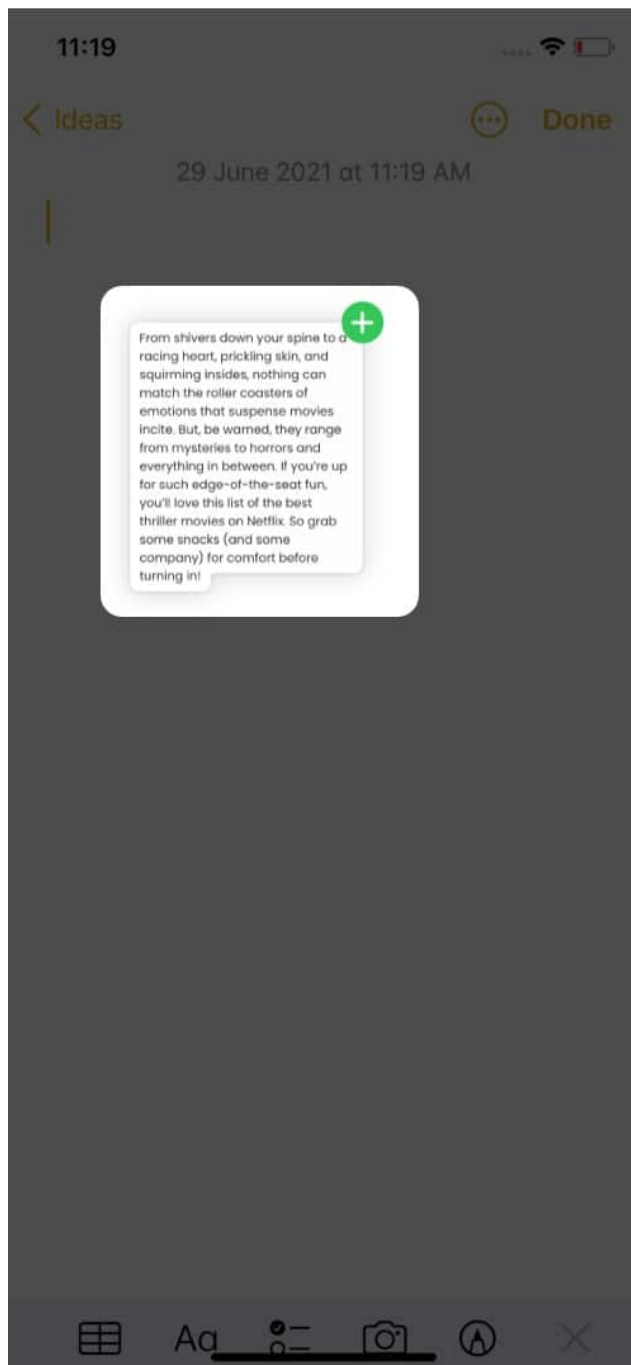 11:19
Ideas
Done
29 June 2021 at 11:19 AM
From shivers down your spine to a
racing heart, prickling skin, and
squirming insides, nothing can
match the roller coasters of
emotions that suspense movies
incite. But, be warned, they range
from mysteries to horrors and
everything in between. If you're up
for such edge-of-the-seat fun,
you'll love this list of the best
thriller movies on Netflix. So grab
some snacks (and some
company) for comfort before
turning in!
Aa